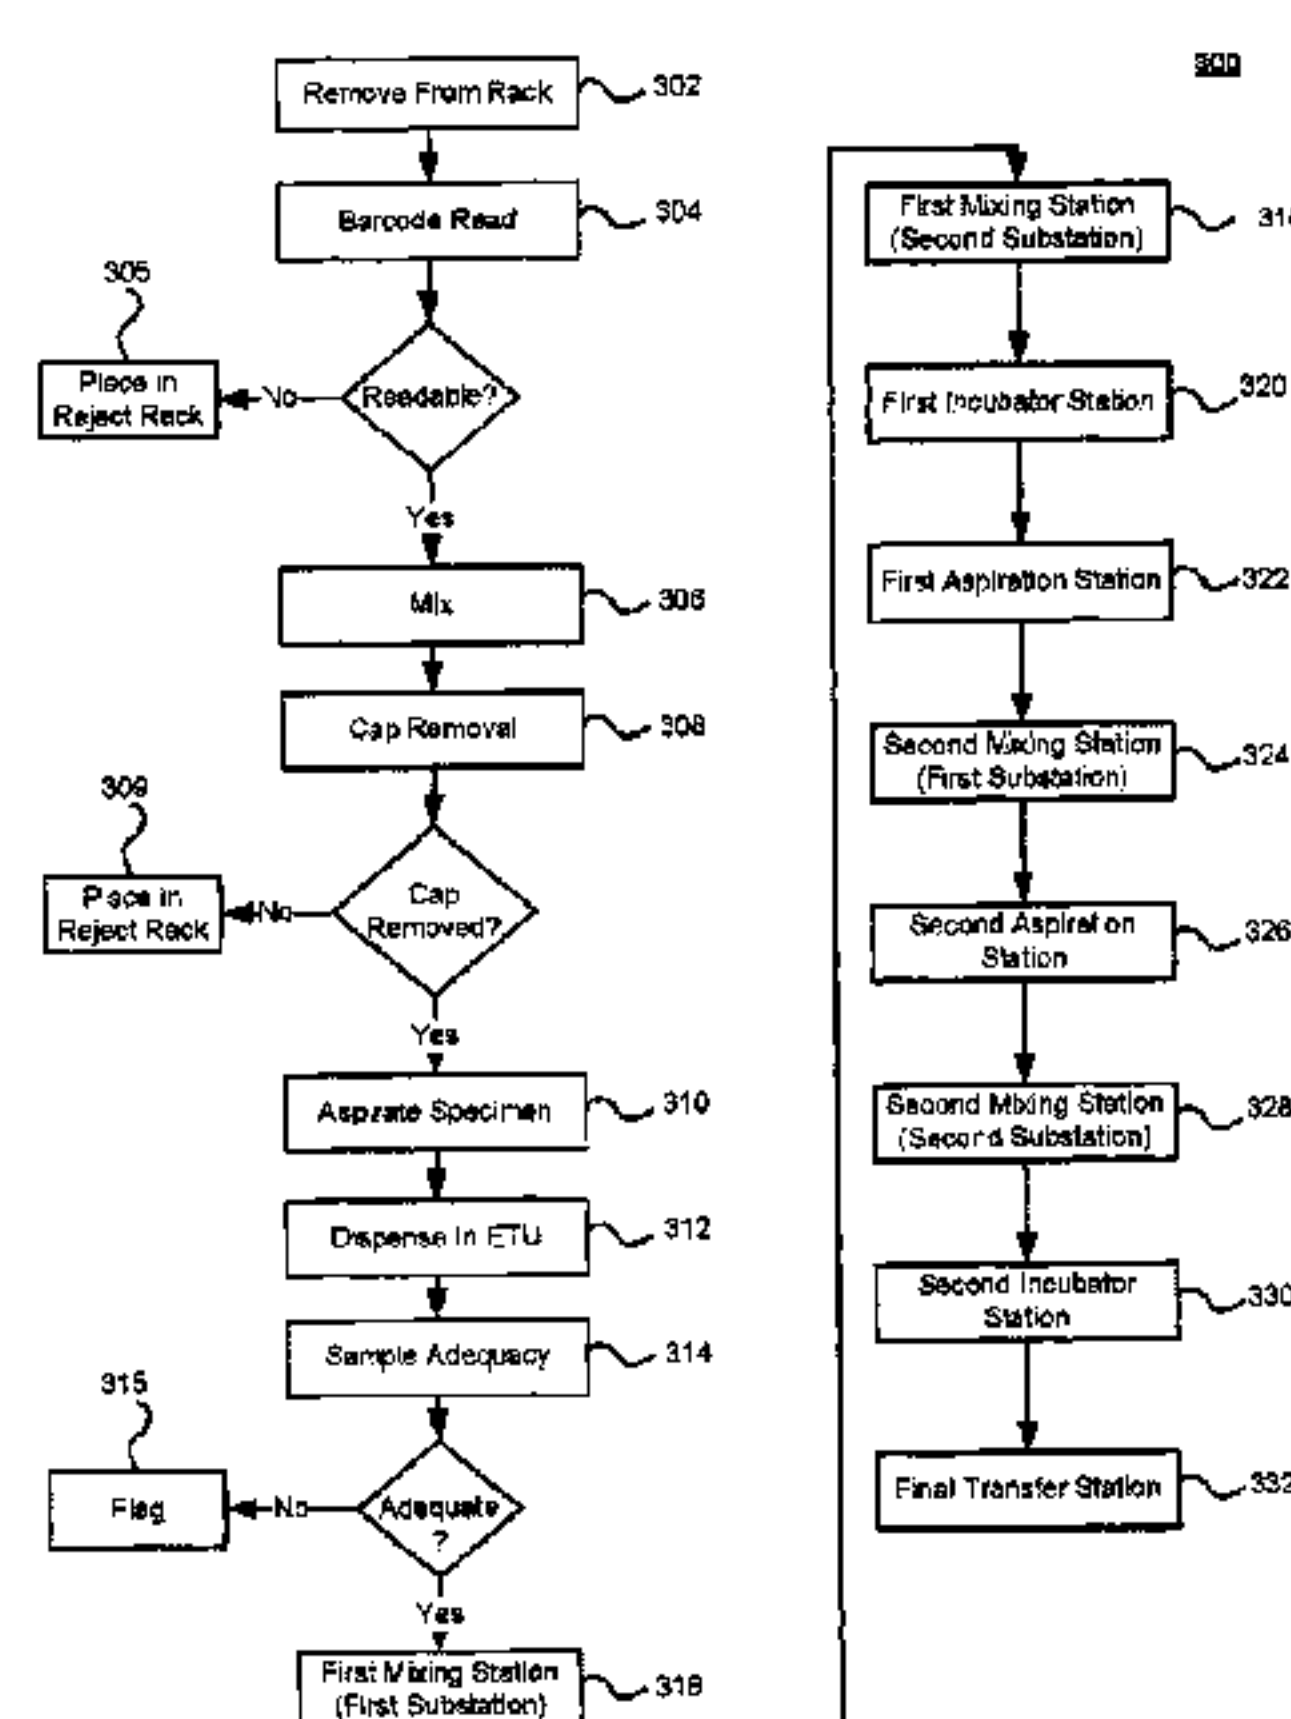 300
Remove From Rack
302
Barcode Read
304
305
Place in
Reject Rack
No
Readable?
Yes
Mix
306
Cap Removal
308
309
Place in
Reject Rack
No
Cap
Removed?
Yes
Aspirate Specimen
310
Dispense in ETU
312
Sample Adequacy
314
315
Flag
No
Adequate
?
Yes
First Mixing Station
(First Substation)
First Mixing Station
(Second Substation)
First Incubator Station
320
First Aspiration Station
322
Second Mixing Station
(First Substation)
324
Second Aspiration
Station
326
Second Mixing Station
(Second Substation)
328
Second Incubator
Station
330
Final Transfer Station
332